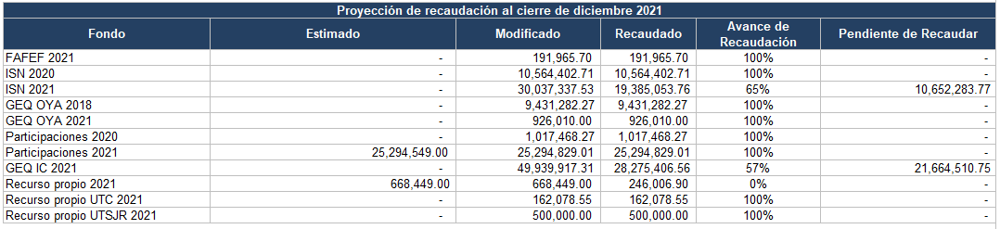 Proyección de recaudación al cierre de diciembre 2021
Fondo Estimado Modificado Recaudado Avance de Recaudación Pendiente de Recaudar
FAFEF 2021 - 191,965.70 191,965.70 100% -
ISN 2020 - 10,564,402.71 10,564,402.71 100% -
ISN 2021 - 30,037,337.53 19,385,053.76 65% 10,652,283.77
GEQ OYA 2018 - 9,431,282.27 9,431,282.27 100% -
GEQ OYA 2021 - 926,010.00 926,010.00 100% -
Participaciones 2020 - 1,017,468.27 1,017,468.27 100% -
Participaciones 2021 25,294,549.00 25,294,829.01 25,294,829.01 100% -
GEQ IC 2021 - 49,939,917.31 28,275,406.56 57% 21,664,510.75
Recurso propio 2021 668,449.00 668,449.00 246,006.90 0% -
Recurso propio UTC 2021 - 162,078.55 162,078.55 100% -
Recurso propio UTSJR 2021 - 500,000.00 500,000.00 100% -